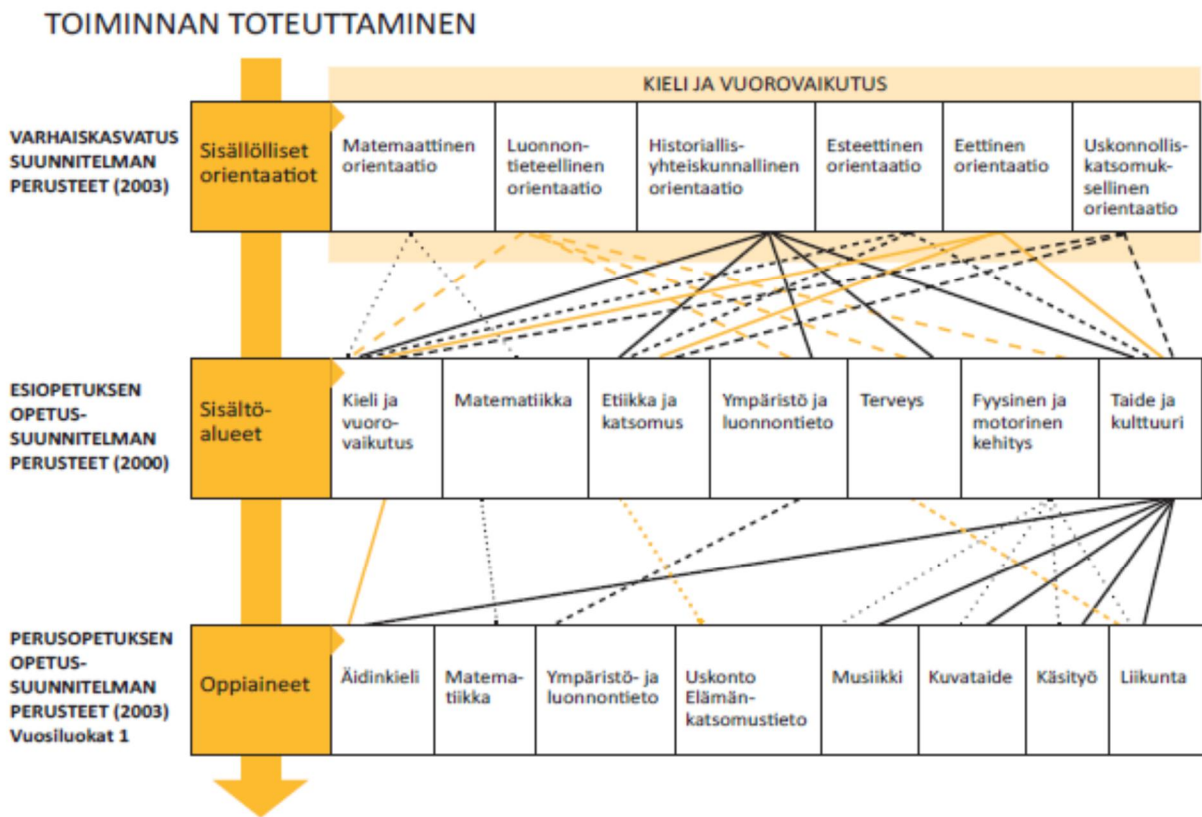 TOIMINNAN TOTEUTTAMINEN
KIELI JA VUOROVAIKUTUS
VARHAISKASVATUS
SUUNNITELMAN
PERUSTEET (2003)
Sisällölliset
orientaatiot
Matemaattinen
orientaatio
Luonnon-
tieteellinen
orientaatio
Historiallis-
yhteiskunnallinen
orientaatio
Esteettinen
orientaatio
Eettinen
orientaatio
Uskonnollis-
katsomuk-
sellinen
orientaatio
ESIOPETUKSEN
OPETUS-
SUUNNITELMAN
PERUSTEET (2000)
Sisältö-
alueet
Kieli ja
vuoro-
vaikutus
Matematiikka
Etiikka ja
katsomus
Ympäristö ja
luonnontieto
Terveys
Fyysinen ja
motorinen
kehitys
Taide ja
kulttuuri
PERUSOPETUKSEN
OPETUS-
SUUNNITELMAN
PERUSTEET (2003)
Vuosiluokat 1
Oppiaineet
Äidinkieli
Matema-
tiikka
Ympäristö- ja
luonnontieto
Uskonto
Elämän-
katsomustieto
Musiikki
Kuvataide
Käsityö
Liikunta